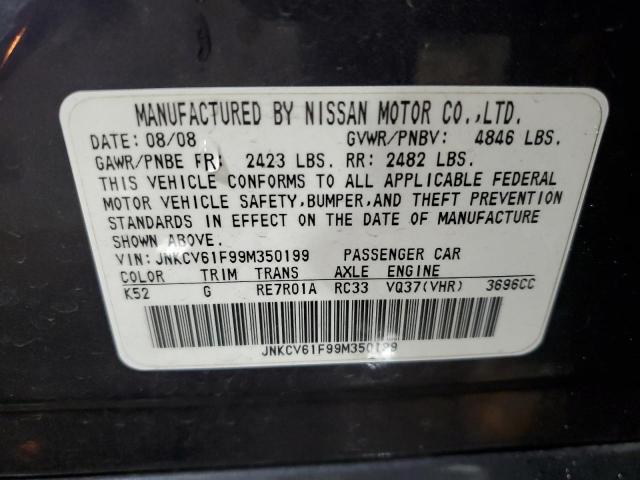 MANUFACTURED BY NISSAN MOTOR CO.,LTD.
DATE: 08/08 GVWR/PNBV: 4846 LBS.
GAWR/PNBE FR: 2423 LBS. RR: 2482 LBS.
THIS VEHICLE CONFORMS TO ALL APPLICABLE FEDERAL
MOTOR VEHICLE SAFETY,BUMPER,AND THEFT PREVENTION
STANDARDS IN EFFECT ON THE DATE OF MANUFACTURE
SHOWN ABOVE.
VIN: JNKCV61F99M350199 PASSENGER CAR
COLOR TRIM TRANS AXLE ENGINE
K52 G RE7R01A RC33 VQ37(VHR) 3696CC
JNKCV61F99M350199